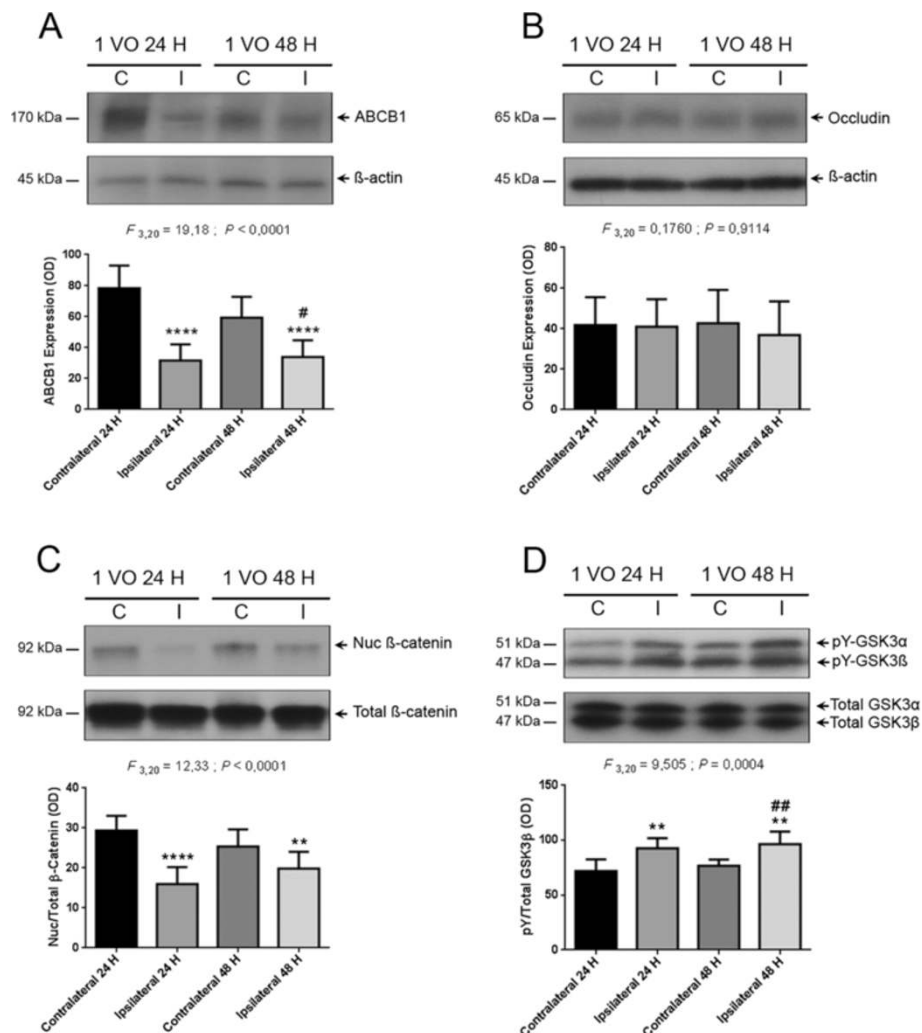 A
1 VO 24 H 1 VO 48 H
C I C I
170 kDa ABCB1
45 kDa ß-actin
F 3,20 = 19,18 ; P < 0,0001
ABCB1 Expression (OD)
100
80
60
40
20
0
**** # ****
Contralateral 24 H Ipsilateral 24 H Contralateral 48 H Ipsilateral 48 H
B
1 VO 24 H 1 VO 48 H
C I C I
65 kDa Occludin
45 kDa ß-actin
F 3,20 = 0,1760 ; P = 0,9114
Occludin Expression (OD)
80
60
40
20
0
Contralateral 24 H Ipsilateral 24 H Contralateral 48 H Ipsilateral 48 H
C
1 VO 24 H 1 VO 48 H
C I C I
92 kDa Nuc ß-catenin
92 kDa Total ß-catenin
F 3,20 = 12,33 ; P < 0,0001
Nuc/Total β-Catenin (OD)
40
30
20
10
0
**** **
Contralateral 24 H Ipsilateral 24 H Contralateral 48 H Ipsilateral 48 H
D
1 VO 24 H 1 VO 48 H
C I C I
51 kDa pY-GSK3α
47 kDa pY-GSK3ß
51 kDa Total GSK3α
47 kDa Total GSK3β
F 3,20 = 9,505 ; P = 0,0004
pY/Total GSK3β (OD)
150
100
50
0
** ## **
Contralateral 24 H Ipsilateral 24 H Contralateral 48 H Ipsilateral 48 H